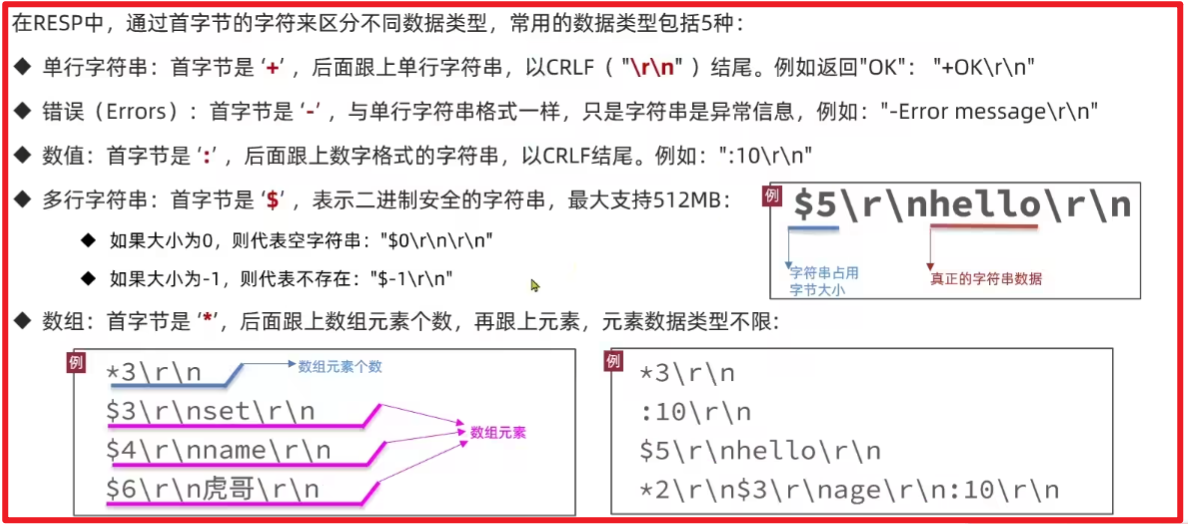 在RESP中，通过首字节的字符来区分不同数据类型，常用的数据类型包括5种：
◆ 单行字符串：首字节是 ‘+’ ，后面跟上单行字符串，以CRLF（ "\r\n" ）结尾。例如返回"OK"： "+OK\r\n"
◆ 错误（Errors）：首字节是 ‘-’ ，与单行字符串格式一样，只是字符串是异常信息，例如："-Error message\r\n"
◆ 数值：首字节是 ‘:’ ，后面跟上数字格式的字符串，以CRLF结尾。例如：":10\r\n"
◆ 多行字符串：首字节是 ‘$’ ，表示二进制安全的字符串，最大支持512MB：
◆ 如果大小为0，则代表空字符串："$0\r\n\r\n"
◆ 如果大小为-1，则代表不存在："$-1\r\n"
例
$5\r\nhello\r\n
字符串占用
字节大小
真正的字符串数据
◆ 数组：首字节是 ‘*’，后面跟上数组元素个数，再跟上元素，元素数据类型不限：
例
*3\r\n
数组元素个数
$3\r\nset\r\n
$4\r\nname\r\n
数组元素
$6\r\n虎哥\r\n
例
*3\r\n
:10\r\n
$5\r\nhello\r\n
*2\r\n$3\r\nage\r\n:10\r\n